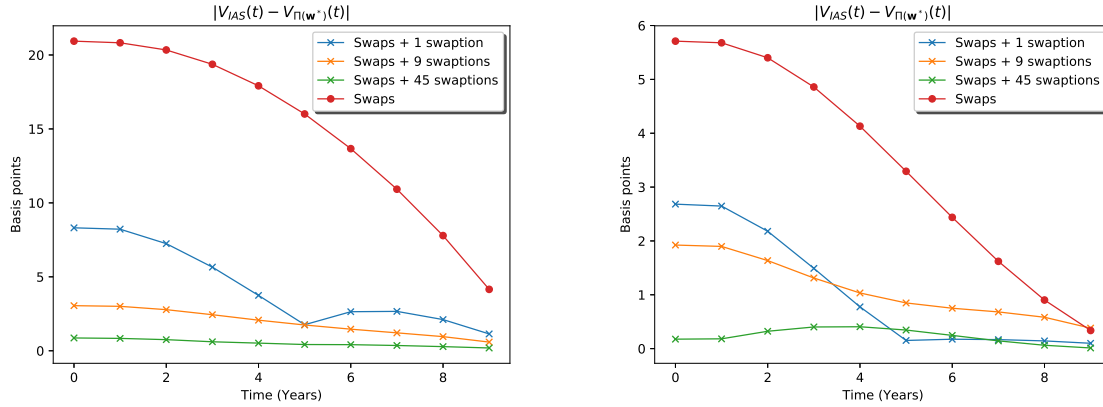 |V_{IAS}(t) − V_{Π(w*)}(t)|
20
15
10
5
0
Basis points
0 2 4 6 8
Time (Years)
Swaps + 1 swaption
Swaps + 9 swaptions
Swaps + 45 swaptions
Swaps
|V_{IAS}(t) − V_{Π(w*)}(t)|
6
5
4
3
2
1
0
Basis points
0 2 4 6 8
Time (Years)
Swaps + 1 swaption
Swaps + 9 swaptions
Swaps + 45 swaptions
Swaps